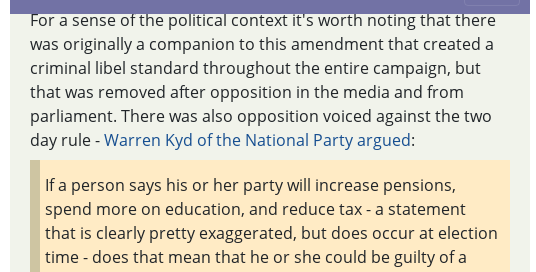 For a sense of the political context it's worth noting that there
was originally a companion to this amendment that created a
criminal libel standard throughout the entire campaign, but
that was removed after opposition in the media and from
parliament. There was also opposition voiced against the two
day rule - Warren Kyd of the National Party argued:
If a person says his or her party will increase pensions,
spend more on education, and reduce tax - a statement
that is clearly pretty exaggerated, but does occur at election
time - does that mean that he or she could be guilty of a